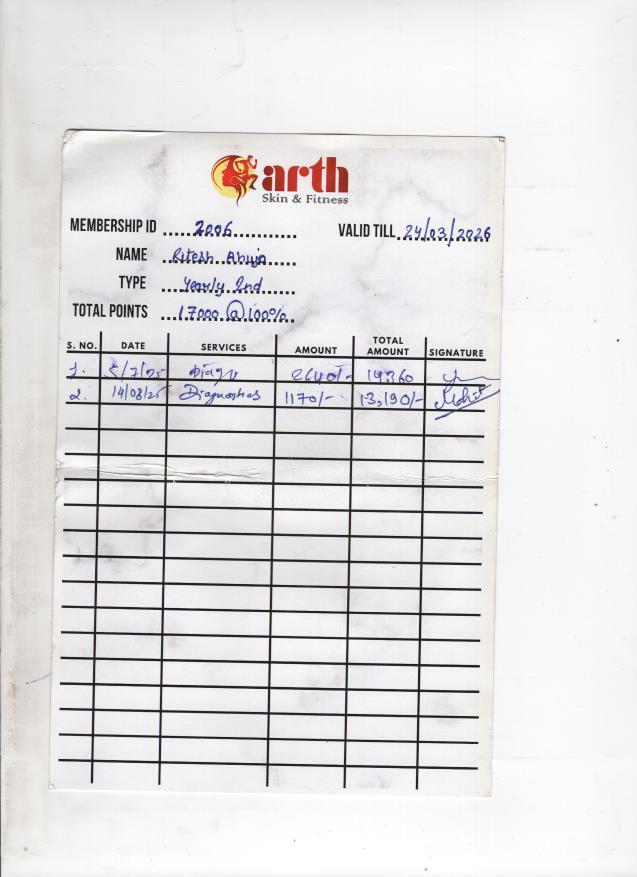 arth
Skin & Fitness
MEMBERSHIP ID 2006 VALID TILL 24/03/2026
NAME Ritesh Ahuja
TYPE Yearly 2nd
TOTAL POINTS 17000 @100%
S. NO. DATE SERVICES AMOUNT TOTAL AMOUNT SIGNATURE
1. 5/7/25 2640/- 14360
2. 14/08/25 Diagnostics 1170/- 13,190/- Mohit